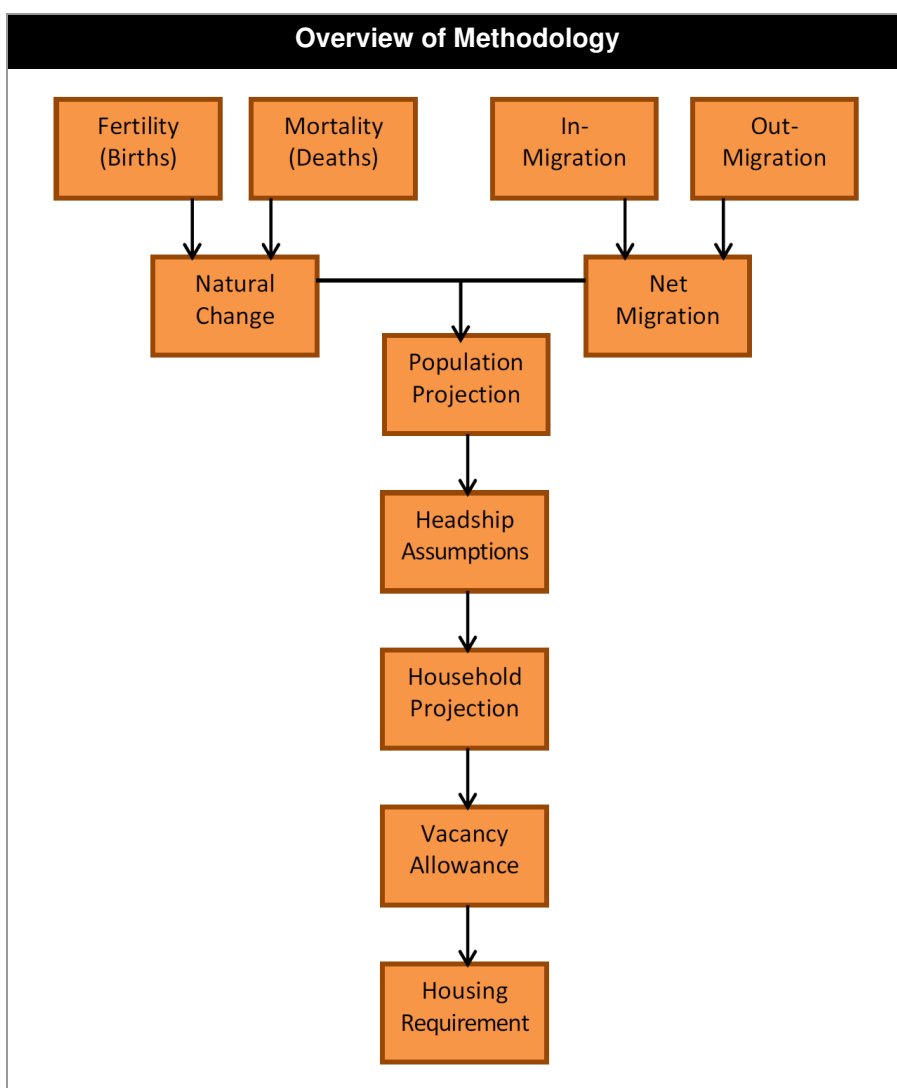 Overview of Methodology
Fertility
(Births)
Mortality
(Deaths)
In-
Migration
Out-
Migration
Natural
Change
Net
Migration
Population
Projection
Headship
Assumptions
Household
Projection
Vacancy
Allowance
Housing
Requirement